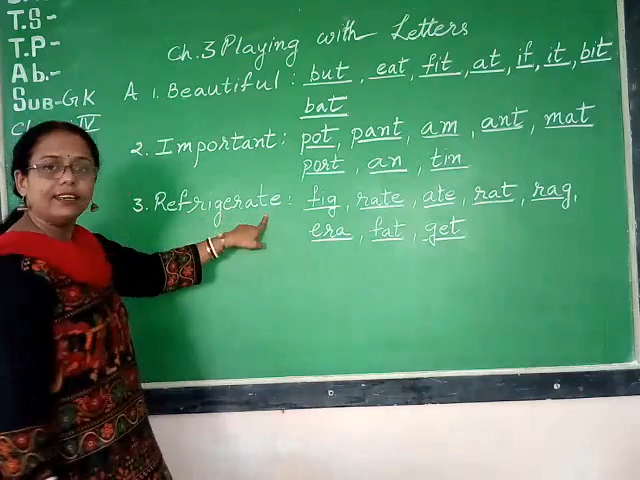 T.S-
T.P-
Ab.-
Sub-GK
IV
Ch.3 Playing with Letters
A 1. Beautiful : but, eat, fit, at, if, it, bit
bat
2. Important: pot, pant, am, ant, mat
port, an, tin
3. Refrigerate: fig, rate, ate, rat, rag,
era, fat, get